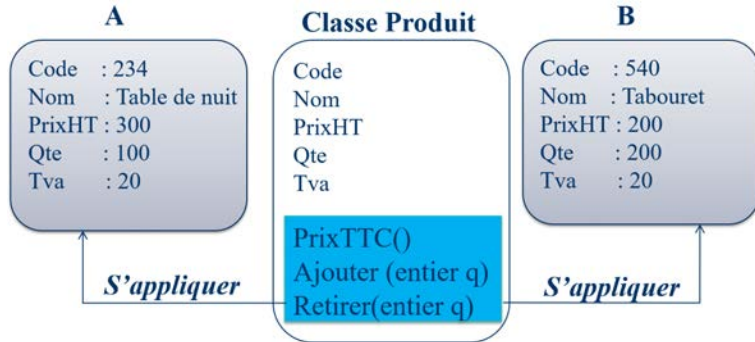 A
Code : 234
Nom : Table de nuit
PrixHT : 300
Qte : 100
Tva : 20
Classe Produit
Code
Nom
PrixHT
Qte
Tva
PrixTTC()
Ajouter (entier q)
Retirer(entier q)
B
Code : 540
Nom : Tabouret
PrixHT : 200
Qte : 200
Tva : 20
S’appliquer
S’appliquer